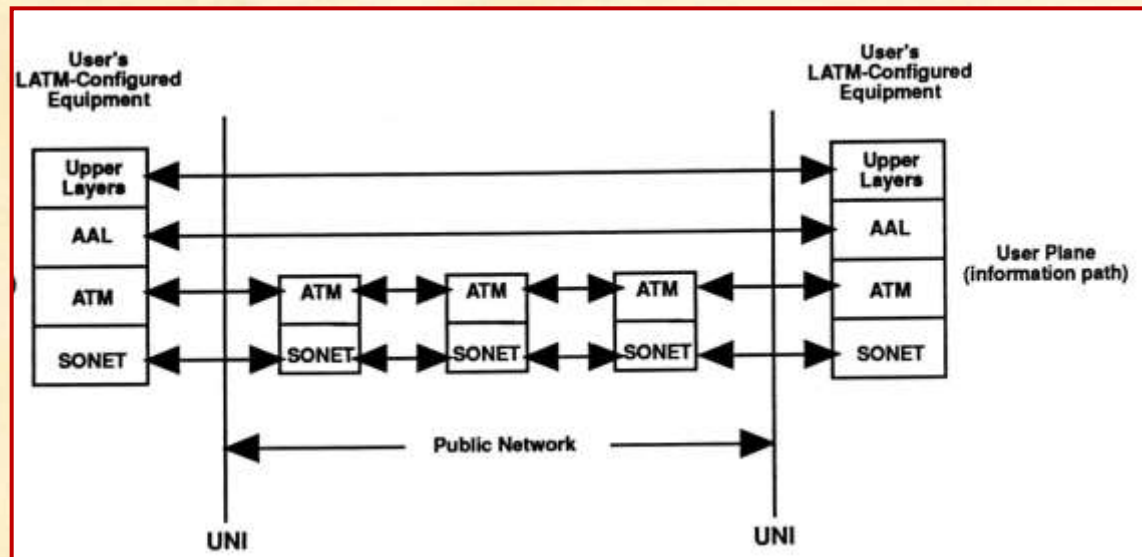 User's
LATM-Configured
Equipment
User's
LATM-Configured
Equipment
Upper
Layers
Upper
Layers
AAL
AAL
User Plane
(information path)
ATM
ATM
ATM
ATM
ATM
SONET
SONET
SONET
SONET
SONET
Public Network
UNI
UNI